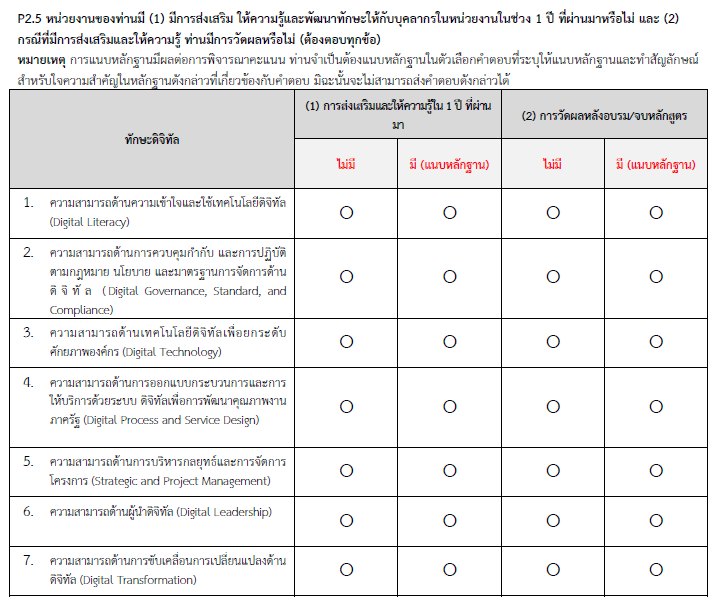 P2.5 หน่วยงานของท่านมี (1) มีการส่งเสริม ให้ความรู้และพัฒนาทักษะให้กับบุคลากรในหน่วยงานในช่วง 1 ปี ที่ผ่านมาหรือไม่ และ (2)
กรณีที่มีการส่งเสริมและให้ความรู้ ท่านมีการวัดผลหรือไม่ (ต้องตอบทุกข้อ)
หมายเหตุ การแนบหลักฐานมีผลต่อการพิจารณาคะแนน ท่านจำเป็นต้องแนบหลักฐานในตัวเลือกคำตอบที่ระบุให้แนบหลักฐานและทำสัญลักษณ์
สำหรับใจความสำคัญในหลักฐานดังกล่าวที่เกี่ยวข้องกับคำตอบ มิฉะนั้นจะไม่สามารถส่งคำตอบดังกล่าวได้
ทักษะดิจิทัล
(1) การส่งเสริมและให้ความรู้ใน 1 ปี ที่ผ่าน
มา
(2) การวัดผลหลังอบรม/จบหลักสูตร
ไม่มี
มี (แนบหลักฐาน)
ไม่มี
มี (แนบหลักฐาน)
1. ความสามารถด้านความเข้าใจและใช้เทคโนโลยีดิจิทัล
(Digital Literacy)
2. ความสามารถด้านการควบคุมกำกับ และการปฏิบัติ
ตามกฎหมาย นโยบาย และมาตรฐานการจัดการด้าน
ดิจิทัล (Digital Governance, Standard, and
Compliance)
3. ความสามารถด้านเทคโนโลยีดิจิทัลเพื่อยกระดับ
ศักยภาพองค์กร (Digital Technology)
4. ความสามารถด้านการออกแบบกระบวนการและการ
ให้บริการด้วยระบบ ดิจิทัลเพื่อการพัฒนาคุณภาพงาน
ภาครัฐ (Digital Process and Service Design)
5. ความสามารถด้านการบริหารกลยุทธ์และการจัดการ
โครงการ (Strategic and Project Management)
6. ความสามารถด้านผู้นำดิจิทัล (Digital Leadership)
7. ความสามารถด้านการขับเคลื่อนการเปลี่ยนแปลงด้าน
ดิจิทัล (Digital Transformation)